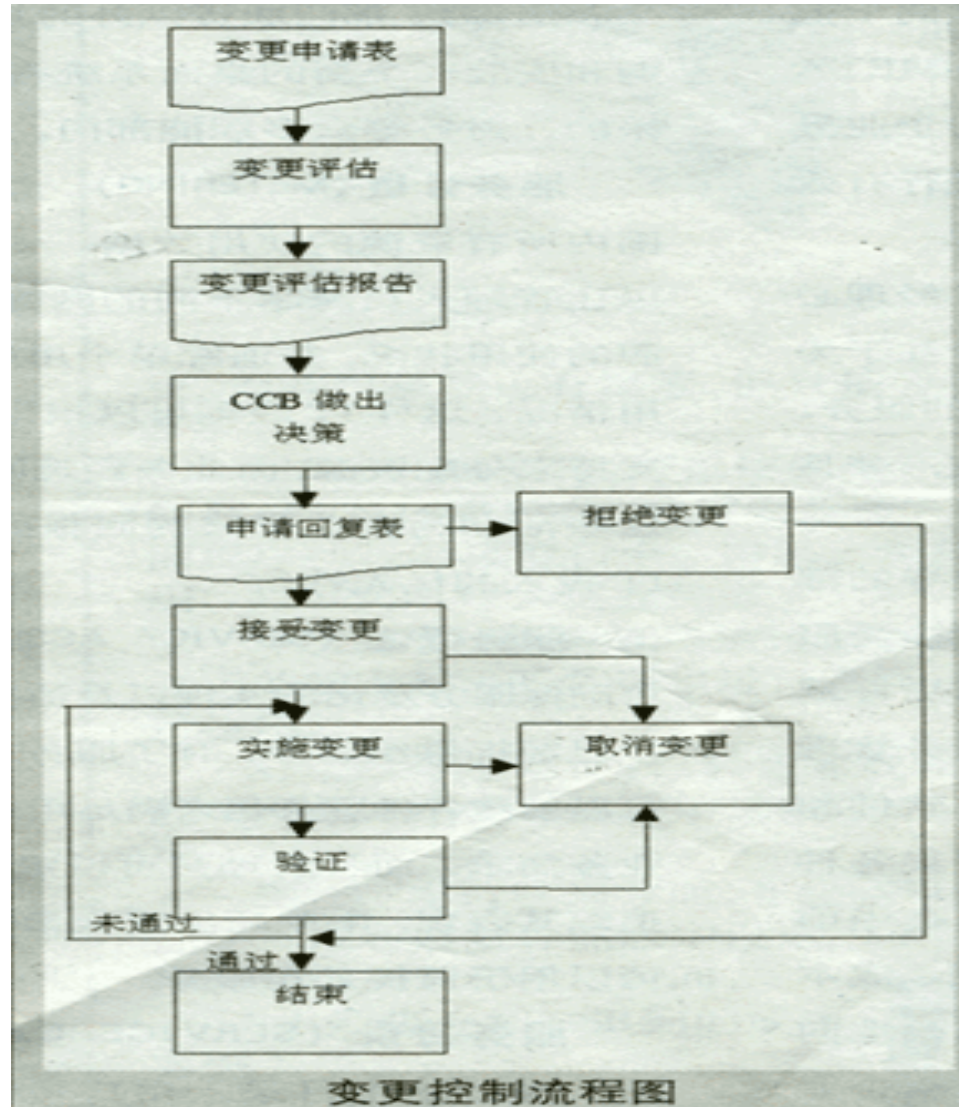 变更申请表
变更评估
变更评估报告
CCB 做出
决策
申请回复表
拒绝变更
接受变更
实施变更
取消变更
验证
未通过
通过
结束
变更控制流程图